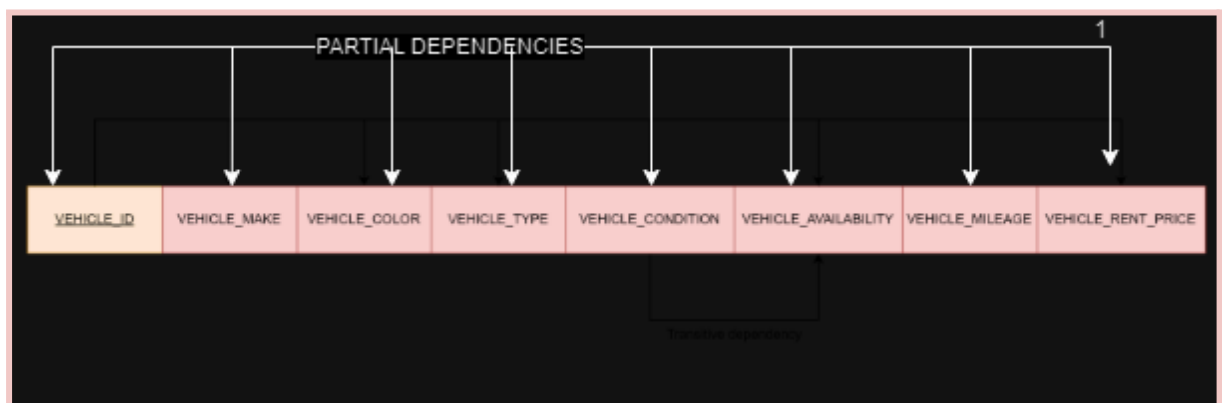 1
PARTIAL DEPENDENCIES
VEHICLE_ID VEHICLE_MAKE VEHICLE_COLOR VEHICLE_TYPE VEHICLE_CONDITION VEHICLE_AVAILABILITY VEHICLE_MILEAGE VEHICLE_RENT_PRICE
Transitive dependency